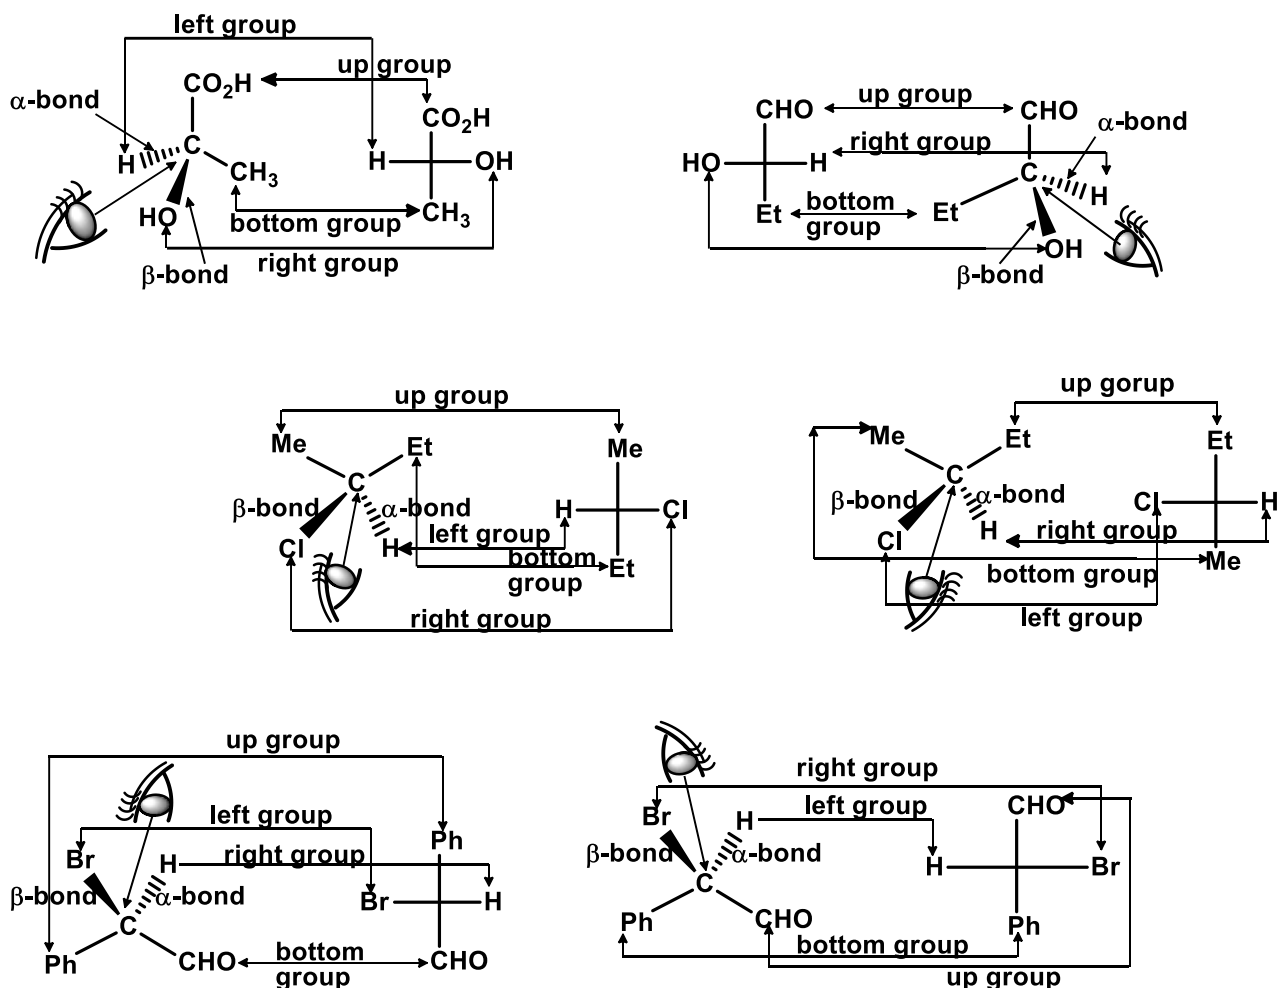 left group
up group
CO₂H
α-bond
CO₂H
C
H
CH₃
H
OH
HO
bottom group
CH₃
right group
β-bond
up group
CHO
CHO
α-bond
right group
HO
H
C
H
Et
bottom
group
Et
OH
β-bond
up group
Me
Et
Me
C
β-bond
α-bond
H
Cl
left group
Cl
H
bottom
group
Et
right group
up gorup
Me
Et
Et
C
β-bond
α-bond
Cl
H
H
right group
Cl
bottom group
Me
left group
up group
left group
Ph
Br
right group
H
β-bond
α-bond
Br
H
C
Ph
CHO
bottom
group
CHO
right group
left group
CHO
Br
H
β-bond
α-bond
H
Br
C
Ph
CHO
Ph
bottom group
up group